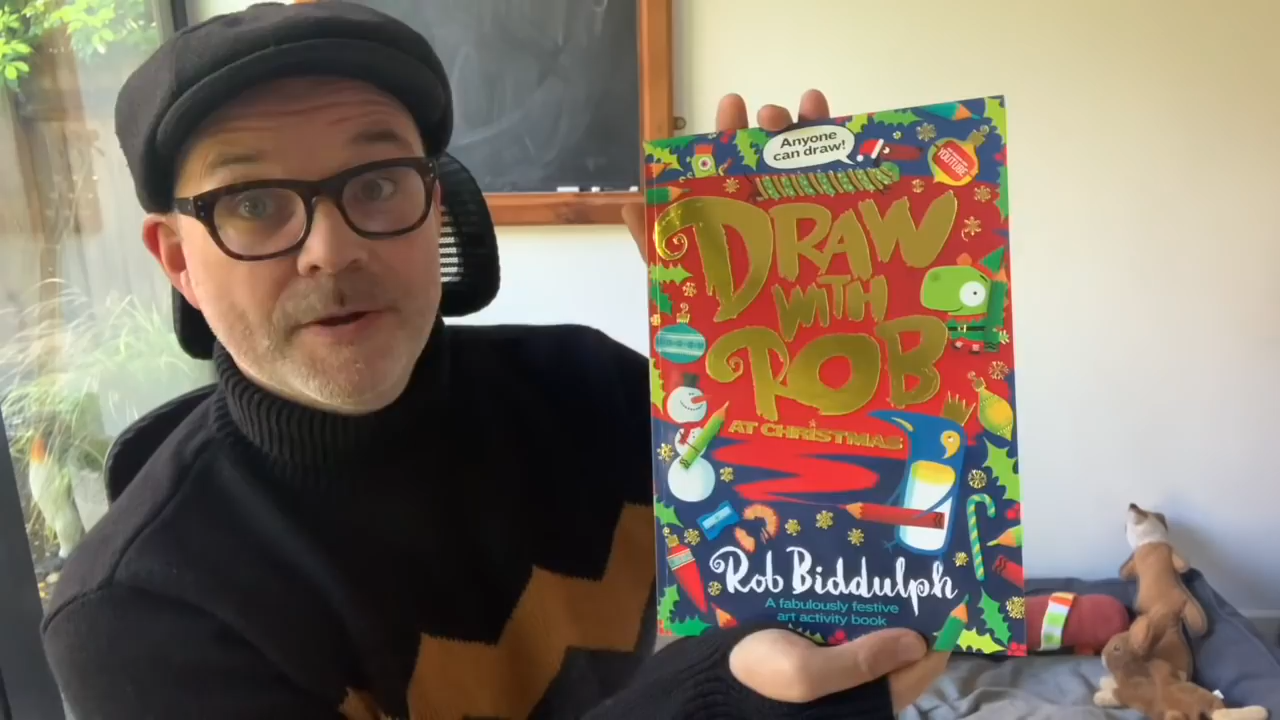 Anyone
can draw!
YOUTUBE
DRAW
WITH
ROB
AT CHRISTMAS
Rob Biddulph
A fabulously festive
art activity book